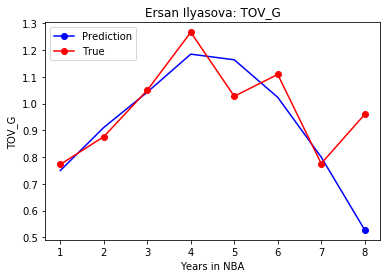 Ersan Ilyasova: TOV_G
Prediction
True
1.3
1.2
1.1
1.0
0.9
0.8
0.7
0.6
0.5
TOV_G
1 2 3 4 5 6 7 8
Years in NBA